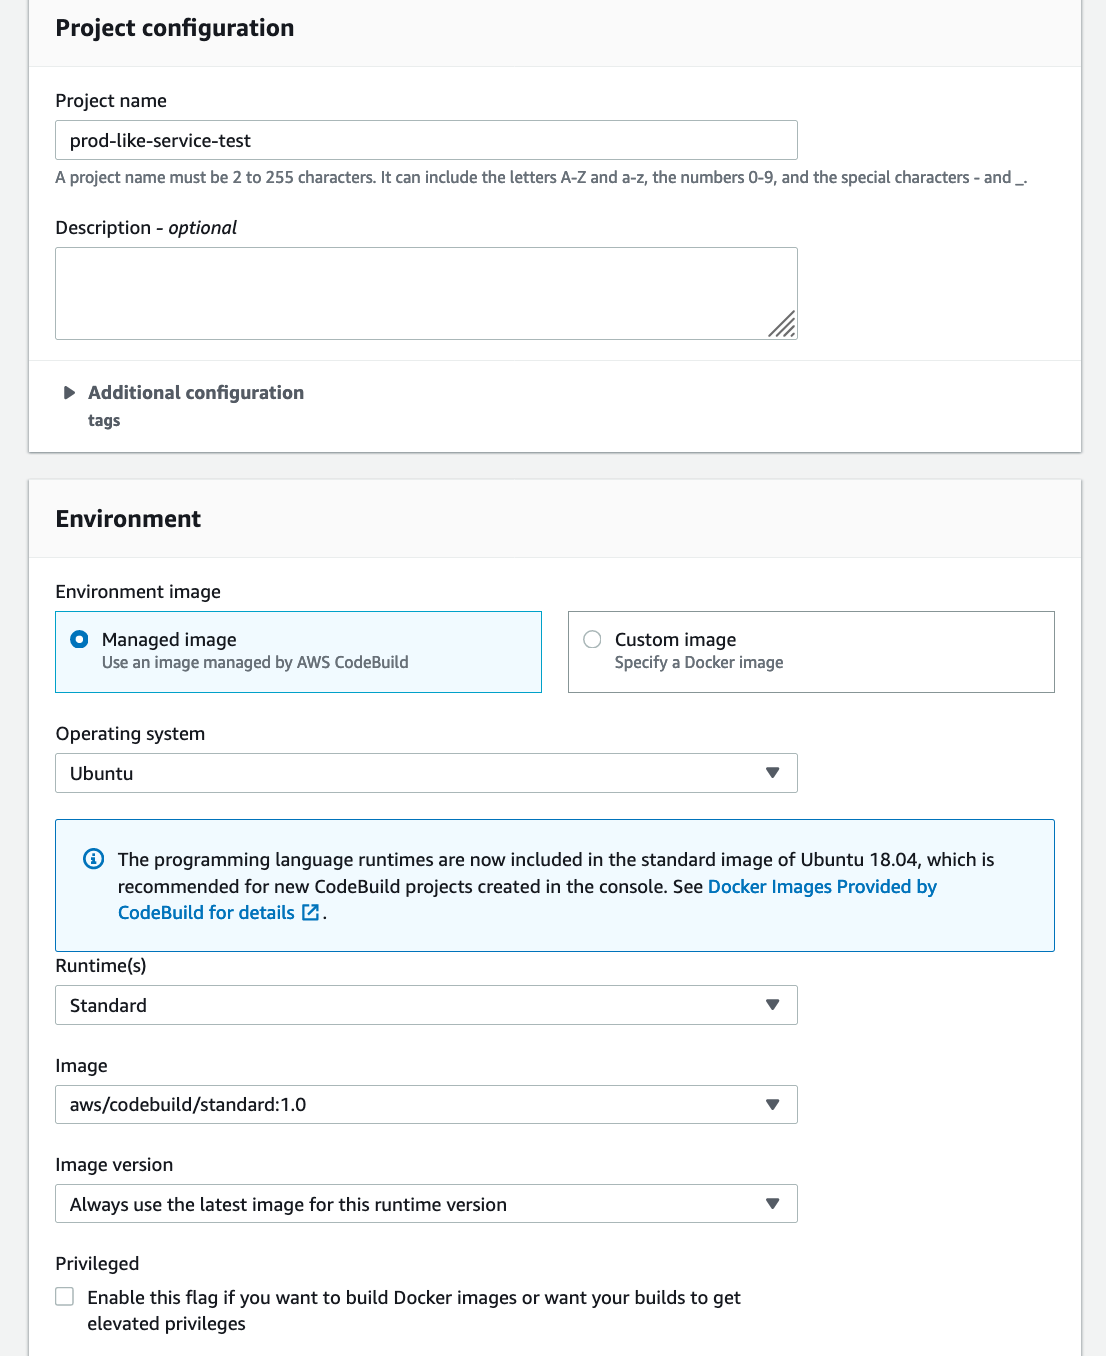 Project configuration
Project name
prod-like-service-test
A project name must be 2 to 255 characters. It can include the letters A-Z and a-z, the numbers 0-9, and the special characters - and _.
Description - optional
Additional configuration
tags
Environment
Environment image
Managed image
Use an image managed by AWS CodeBuild
Custom image
Specify a Docker image
Operating system
Ubuntu
The programming language runtimes are now included in the standard image of Ubuntu 18.04, which is
recommended for new CodeBuild projects created in the console. See Docker Images Provided by
CodeBuild for details .
Runtime(s)
Standard
Image
aws/codebuild/standard:1.0
Image version
Always use the latest image for this runtime version
Privileged
Enable this flag if you want to build Docker images or want your builds to get
elevated privileges